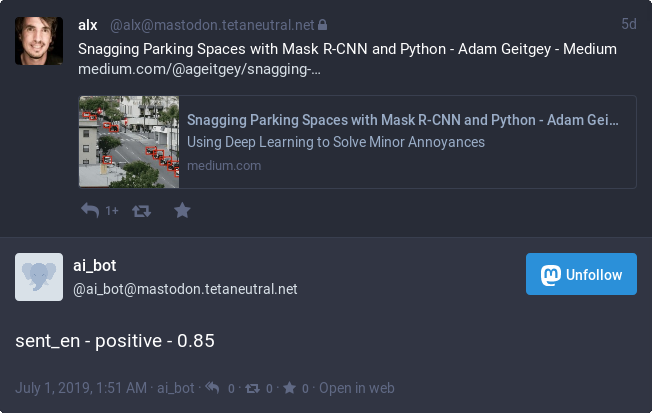 alx @alx@mastodon.tetaneutral.net 5d
Snagging Parking Spaces with Mask R-CNN and Python - Adam Geitgey - Medium
medium.com/@ageitgey/snagging-…
Snagging Parking Spaces with Mask R-CNN and Python - Adam Gei…
Using Deep Learning to Solve Minor Annoyances
medium.com
1+
ai_bot
@ai_bot@mastodon.tetaneutral.net
Unfollow
sent_en - positive - 0.85
July 1, 2019, 1:51 AM · ai_bot · 0 · 0 · 0 · Open in web